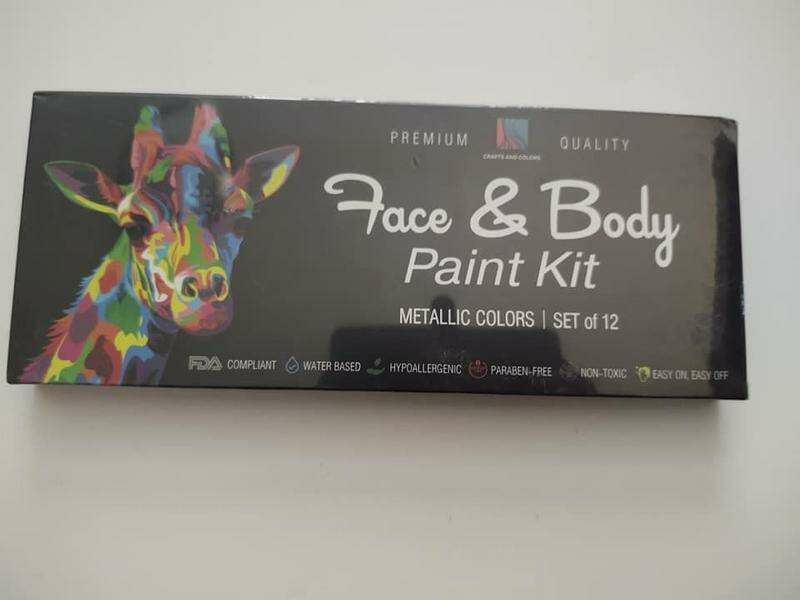 PREMIUM QUALITY
CRAFTS AND COLORS
Face & Body
Paint Kit
METALLIC COLORS | SET of 12
FDA COMPLIANT WATER BASED HYPOALLERGENIC PARABEN-FREE NON-TOXIC EASY ON, EASY OFF